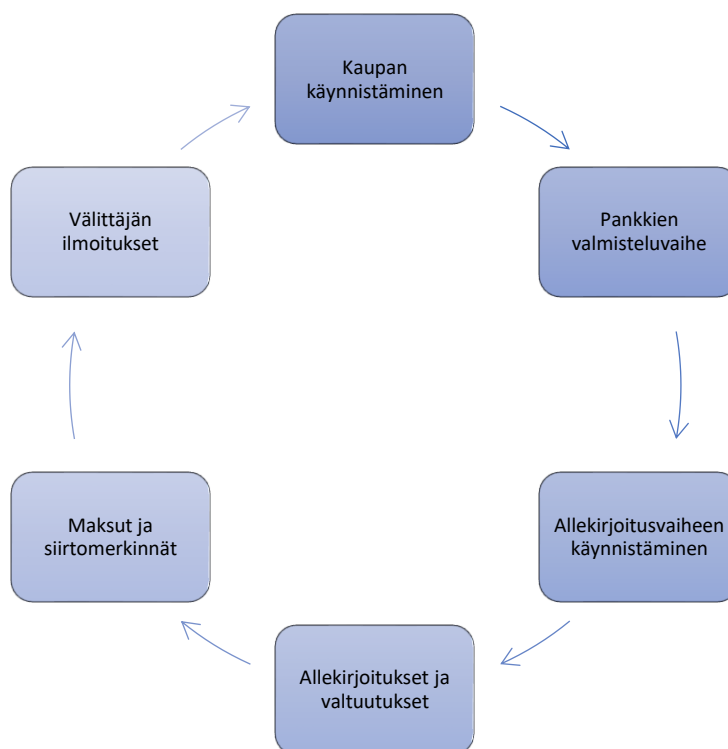 Kaupan
käynnistäminen
Pankkien
valmisteluvaihe
Allekirjoitusvaiheen
käynnistäminen
Allekirjoitukset ja
valtuutukset
Maksut ja
siirtomerkinnät
Välittäjän
ilmoitukset